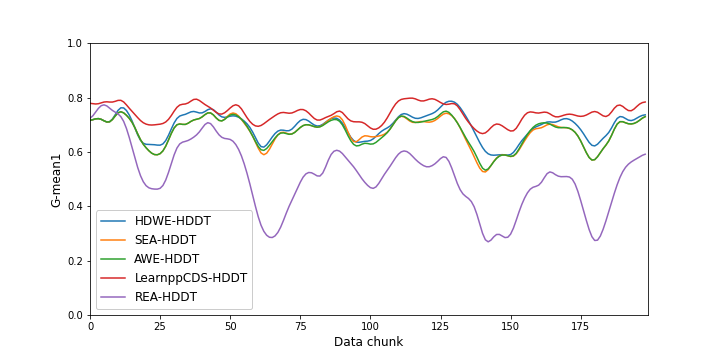 1.0
0.8
0.6
0.4
0.2
0.0
G-mean1
HDWE-HDDT
SEA-HDDT
AWE-HDDT
LearnppCDS-HDDT
REA-HDDT
0 25 50 75 100 125 150 175
Data chunk